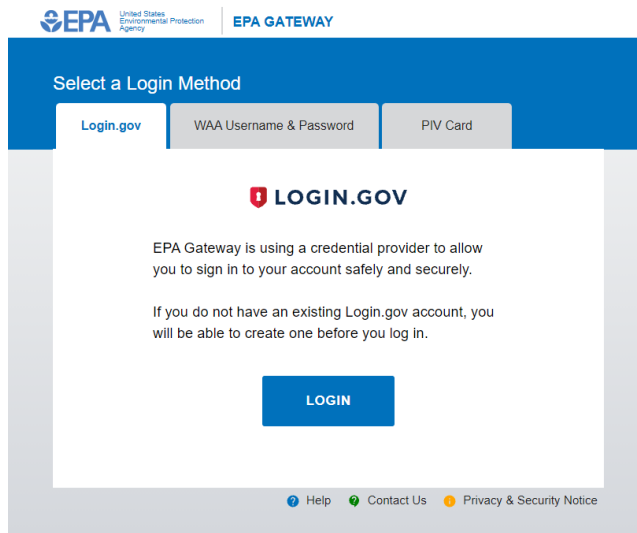 EPA
United States
Environmental Protection
Agency
EPA GATEWAY
Select a Login Method
Login.gov
WAA Username & Password
PIV Card
LOGIN.GOV
EPA Gateway is using a credential provider to allow
you to sign in to your account safely and securely.
If you do not have an existing Login.gov account, you
will be able to create one before you log in.
LOGIN
? Help
? Contact Us
Privacy & Security Notice